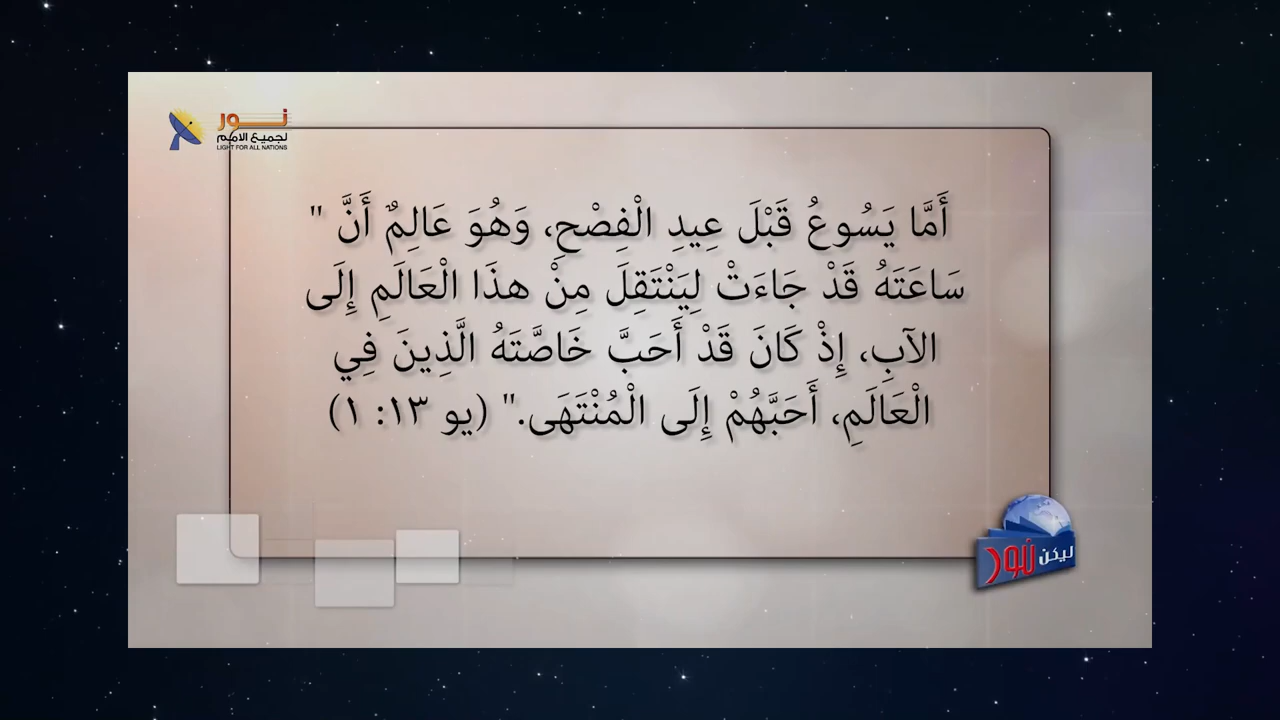 نور
لجميع الامم
LIGHT FOR ALL NATIONS
أَمَّا يَسُوعُ قَبْلَ عِيدِ الْفِصْحِ، وَهُوَ عَالِمٌ أَنَّ "
سَاعَتَهُ قَدْ جَاءَتْ لِيَنْتَقِلَ مِنْ هذَا الْعَالَمِ إِلَى
الآبِ، إِذْ كَانَ قَدْ أَحَبَّ خَاصَّتَهُ الَّذِينَ فِي
الْعَالَمِ، أَحَبَّهُمْ إِلَى الْمُنْتَهَى." (يو ١٣: ١)
ليكن نور